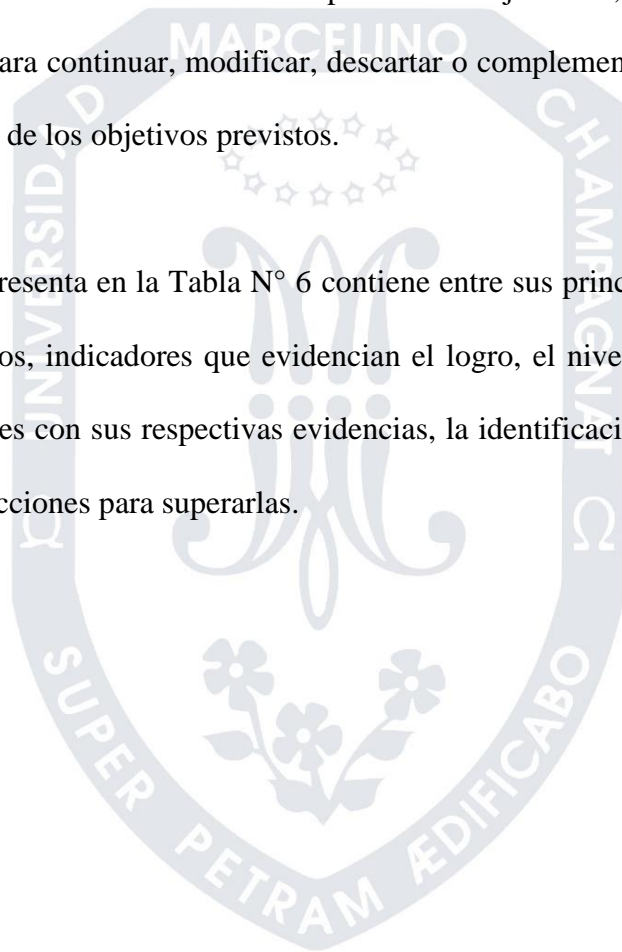 ara continuar, modificar, descartar o complemen
de los objetivos previstos.
resenta en la Tabla N° 6 contiene entre sus princ
os, indicadores que evidencian el logro, el nive
es con sus respectivas evidencias, la identificaci
cciones para superarlas.
UNIVERSIDAD
MARCELINO
CHAMPAGNAT
SUPER PETRAM ÆDIFICABO